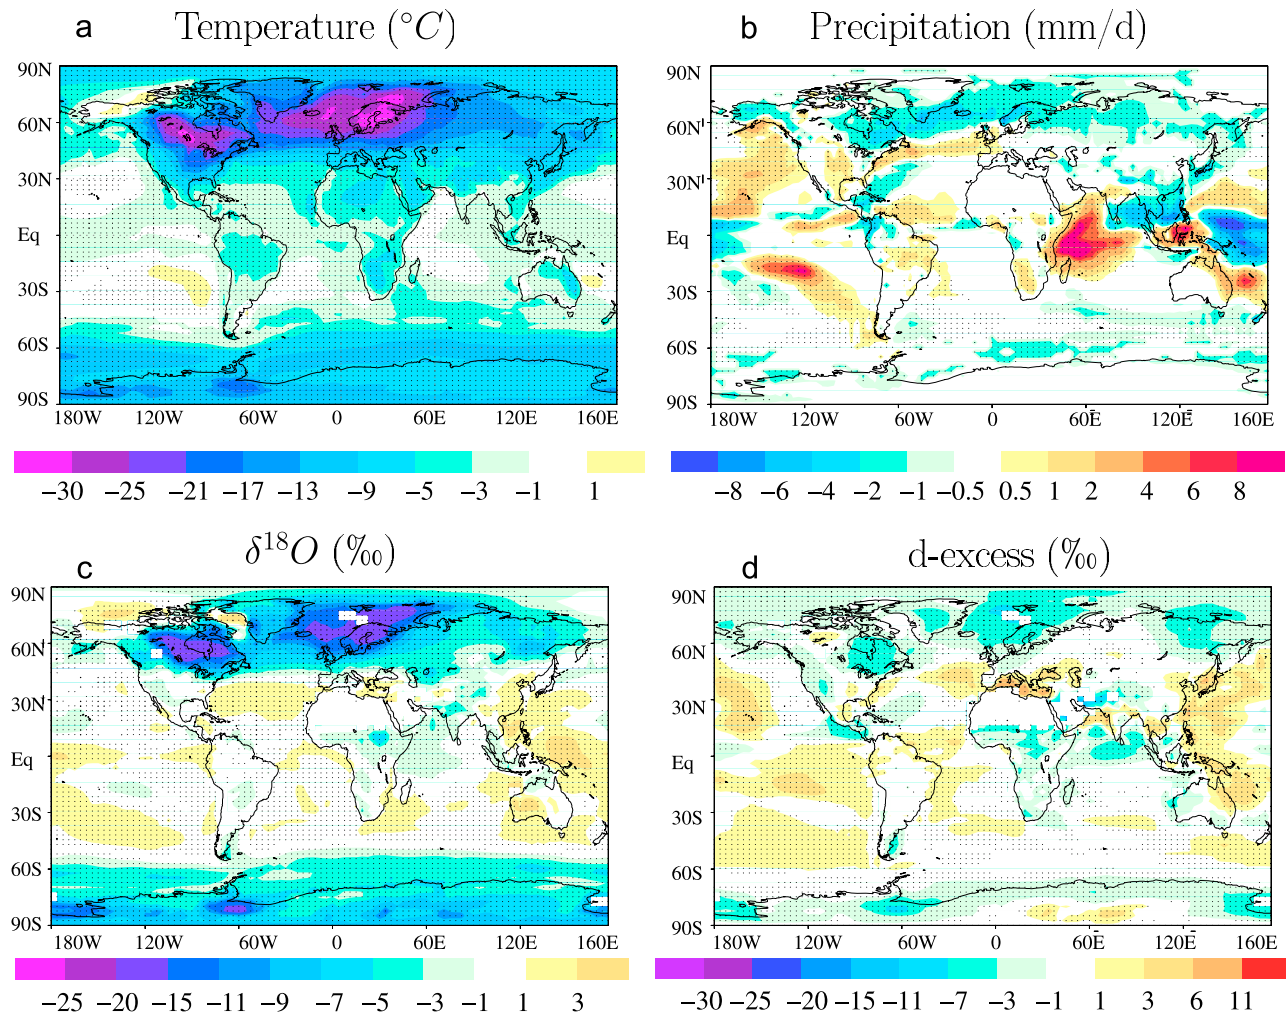 a Temperature (°C)
90N
60N
30N
Eq
30S
60S
90S
180W 120W 60W 0 60E 120E 160E
−30 −25 −21 −17 −13 −9 −5 −3 −1 1
b Precipitation (mm/d)
90N
60N
30N
Eq
30S
60S
90S
180W 120W 60W 0 60E 120E 160E
−8 −6 −4 −2 −1 −0.5 0.5 1 2 4 6 8
c δ¹⁸O (‰)
90N
60N
30N
Eq
30S
60S
90S
180W 120W 60W 0 60E 120E 160E
−25 −20 −15 −11 −9 −7 −5 −3 −1 1 3
d d-excess (‰)
90N
60N
30N
Eq
30S
60S
90S
180W 120W 60W 0 60E 120E 160E
−30 −25 −20 −15 −11 −7 −3 −1 1 3 6 11